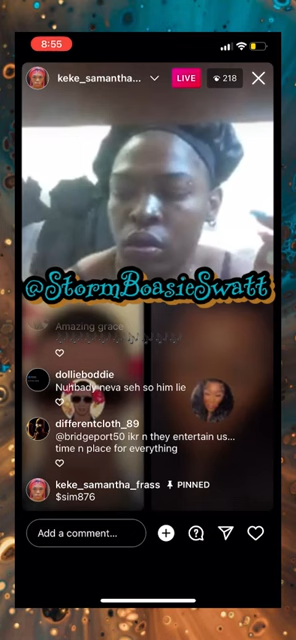 8:55
keke_samantha...
LIVE
218
@StormBoasieSwatt
Amazing grace
dollieboddie
Nuhbady neva seh so him lie
differentcloth_89
@bridgeport50 ikr n they entertain us...
time n place for everything
keke_samantha_frass PINNED
$sim876
Add a comment...